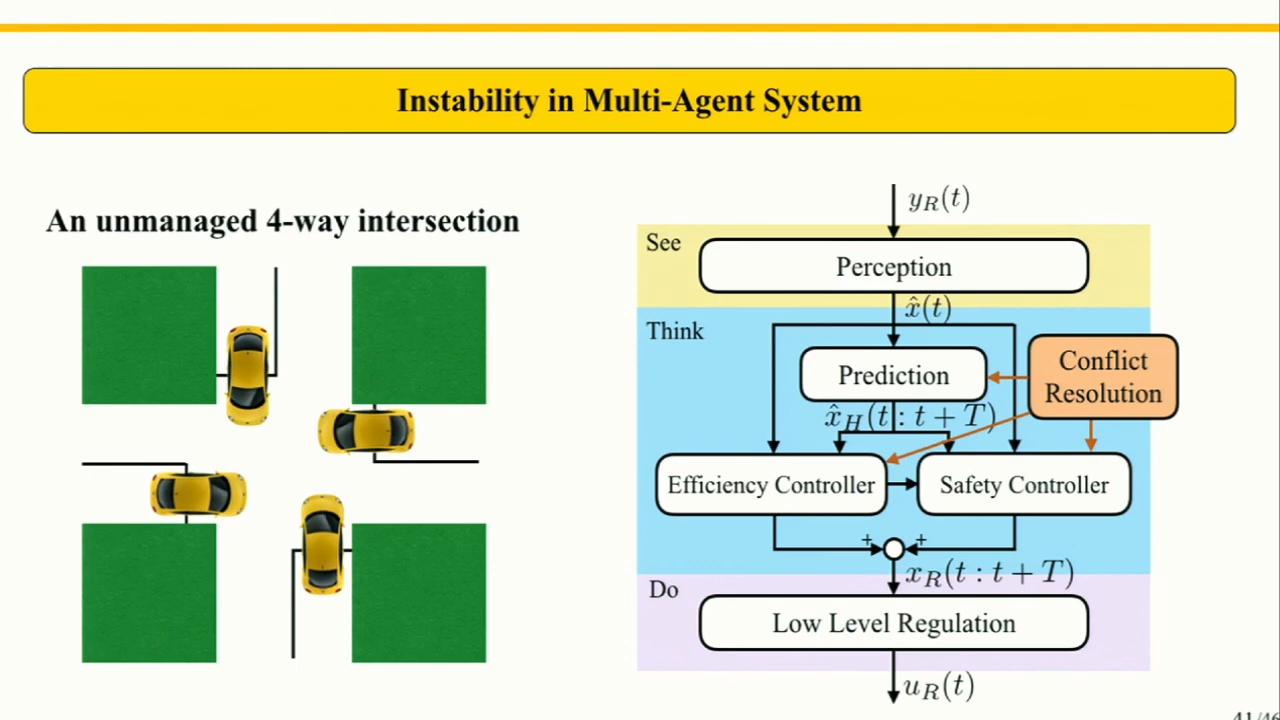 Instability in Multi-Agent System
An unmanaged 4-way intersection
y_R(t)
See
Perception
x̂(t)
Think
Prediction
Conflict
Resolution
x̂_H(t : t + T)
Efficiency Controller
Safety Controller
+
+
x_R(t : t + T)
Do
Low Level Regulation
u_R(t)